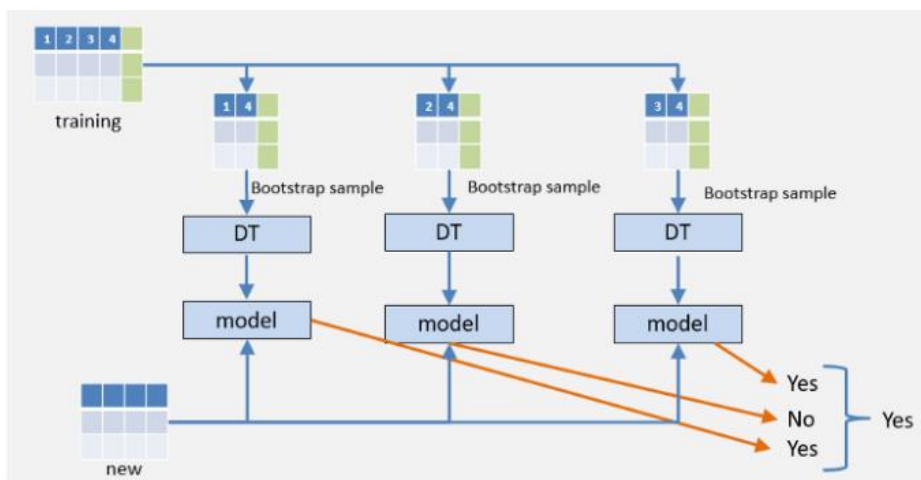 1 2 3 4
training
1 4
2 4
3 4
Bootstrap sample
Bootstrap sample
Bootstrap sample
DT
DT
DT
model
model
model
Yes
No
Yes
Yes
new